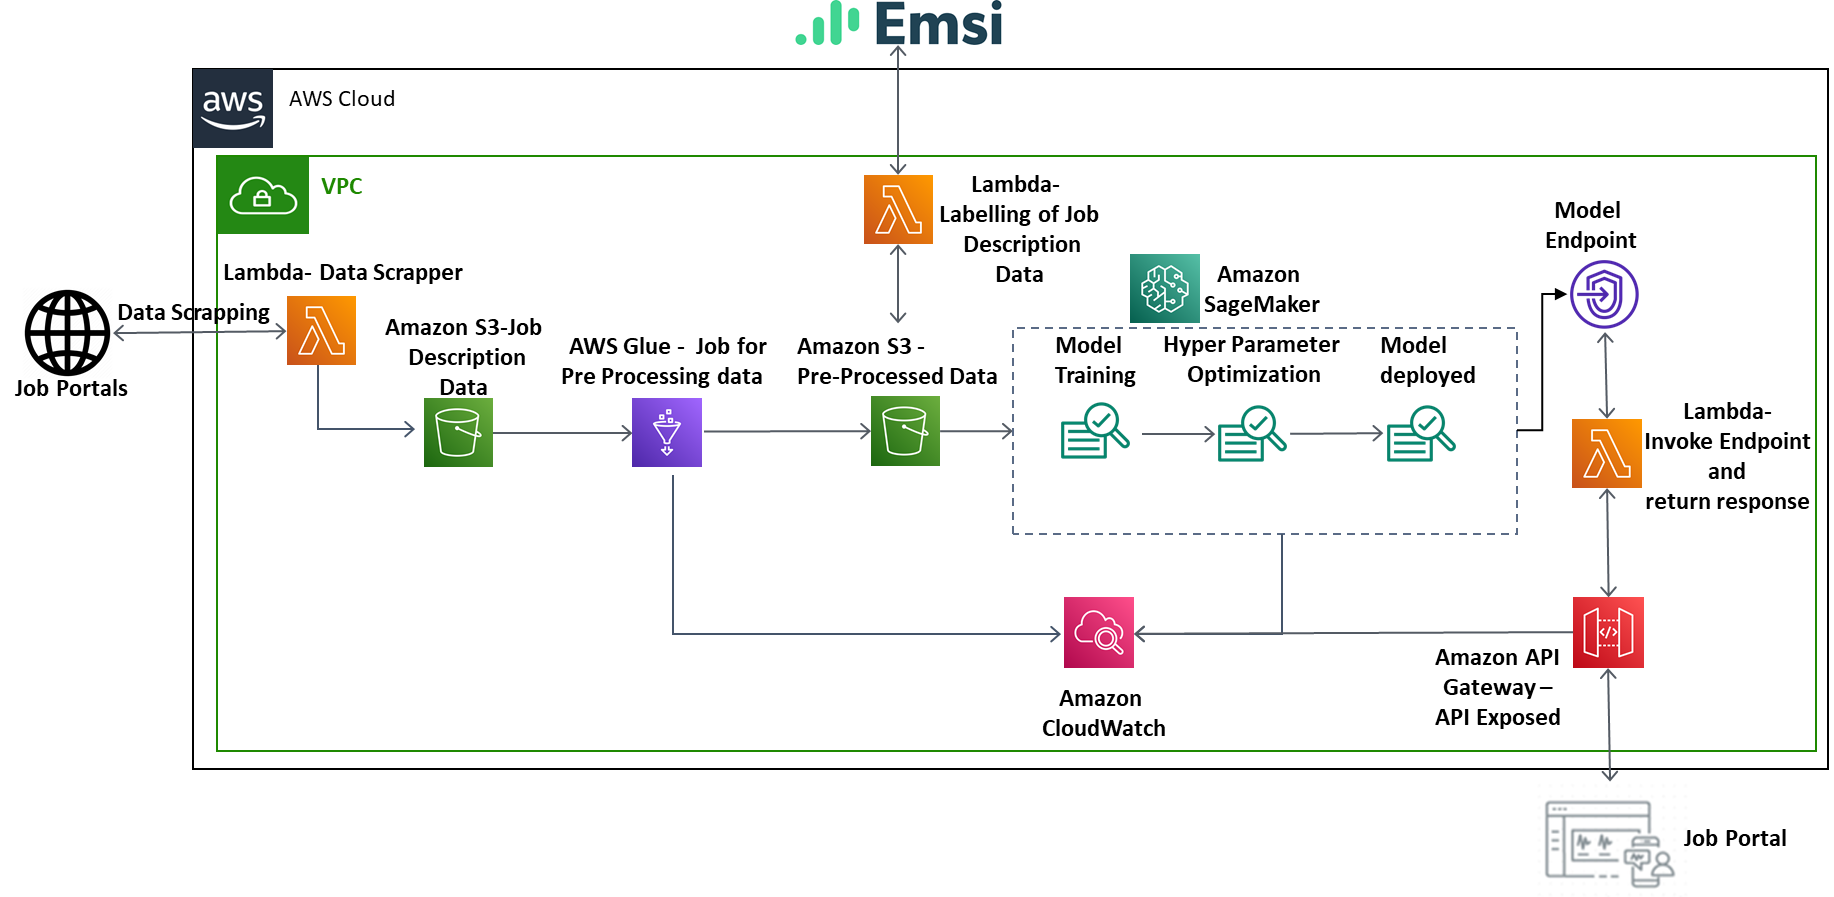 Emsi
aws
AWS Cloud
VPC
Lambda-
Labelling of Job
Description
Data
Model
Endpoint
Lambda- Data Scrapper
Amazon
SageMaker
Data Scrapping
Job Portals
Amazon S3-Job
Description
Data
AWS Glue - Job for
Pre Processing data
Amazon S3 -
Pre-Processed Data
Model
Training
Hyper Parameter
Optimization
Model
deployed
Lambda-
Invoke Endpoint
and
return response
</>
Amazon
CloudWatch
Amazon API
Gateway –
API Exposed
Job Portal